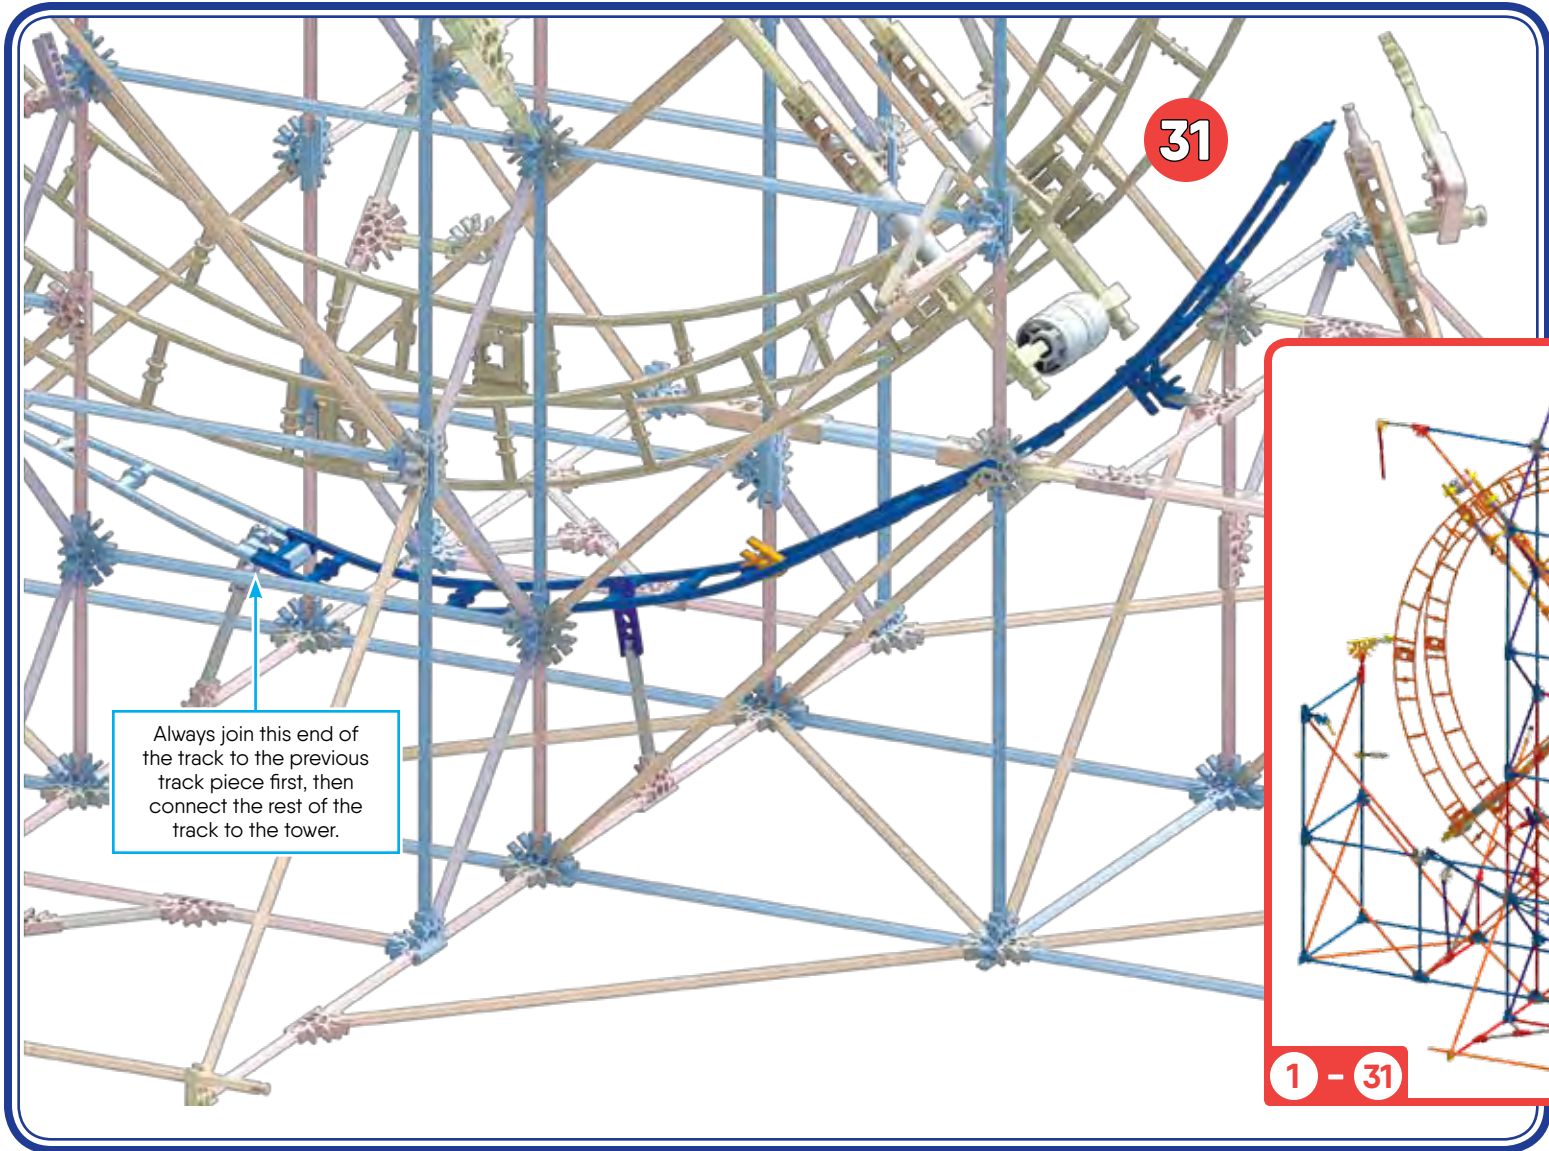 31
Always join this end of
the track to the previous
track piece first, then
connect the rest of the
track to the tower.
1 - 31